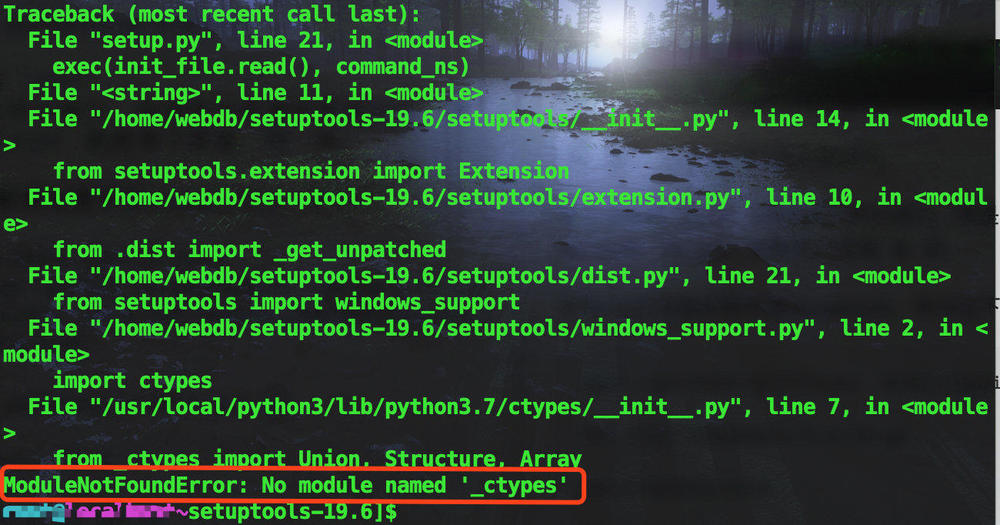 Traceback (most recent call last):
  File "setup.py", line 21, in <module>
    exec(init_file.read(), command_ns)
  File "<string>", line 11, in <module>
  File "/home/webdb/setuptools-19.6/setuptools/__init__.py", line 14, in <module
>
    from setuptools.extension import Extension
  File "/home/webdb/setuptools-19.6/setuptools/extension.py", line 10, in <modul
e>
    from .dist import _get_unpatched
  File "/home/webdb/setuptools-19.6/setuptools/dist.py", line 21, in <module>
    from setuptools import windows_support
  File "/home/webdb/setuptools-19.6/setuptools/windows_support.py", line 2, in <
module>
    import ctypes
  File "/usr/local/python3/lib/python3.7/ctypes/__init__.py", line 7, in <module
>
    from _ctypes import Union, Structure, Array
ModuleNotFoundError: No module named '_ctypes'
~setuptools-19.6]$